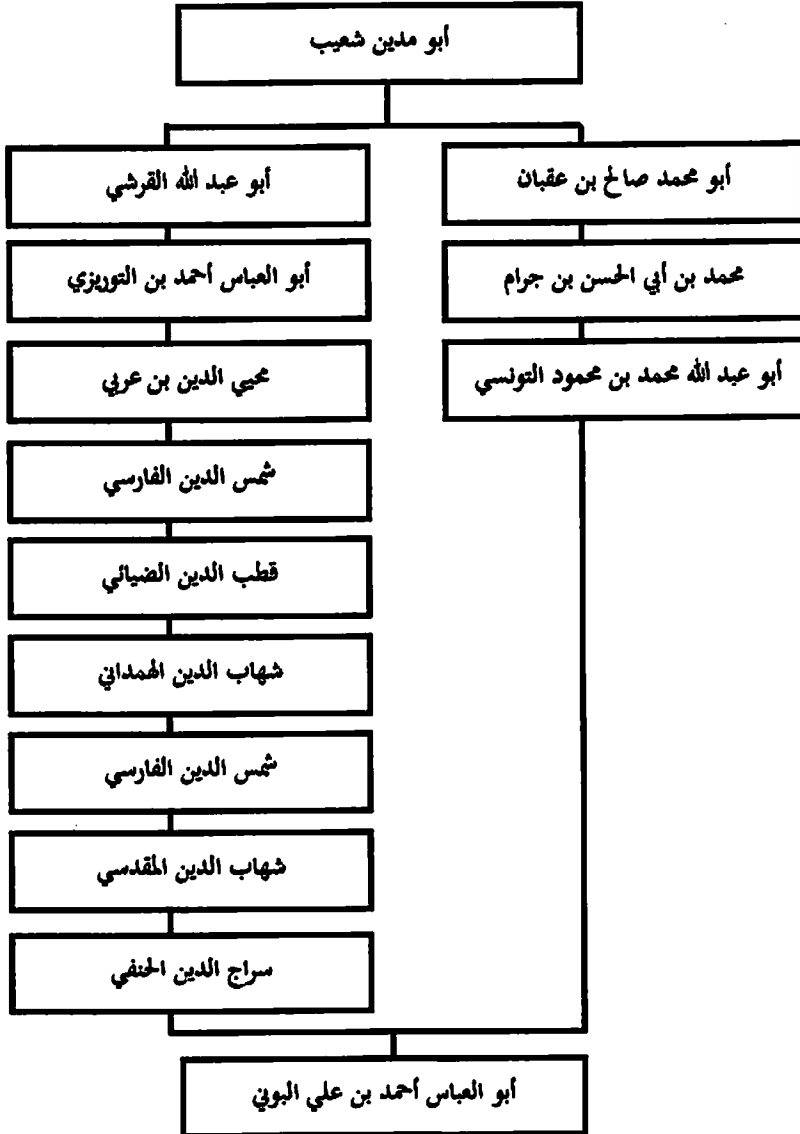 أبو مدين شعيب
أبو محمد صالح بن عقبان
أبو عبد الله القرشي
محمد بن أبي الحسن بن جرام
أبو العباس أحمد بن التوريزي
أبو عبد الله محمد بن محمود التونسي
محيي الدين بن عربي
شمس الدين الفارسي
قطب الدين الضيائي
شهاب الدين الهمداني
شمس الدين الفارسي
شهاب الدين المقدسي
سراج الدين الحنفي
أبو العباس أحمد بن علي البوني